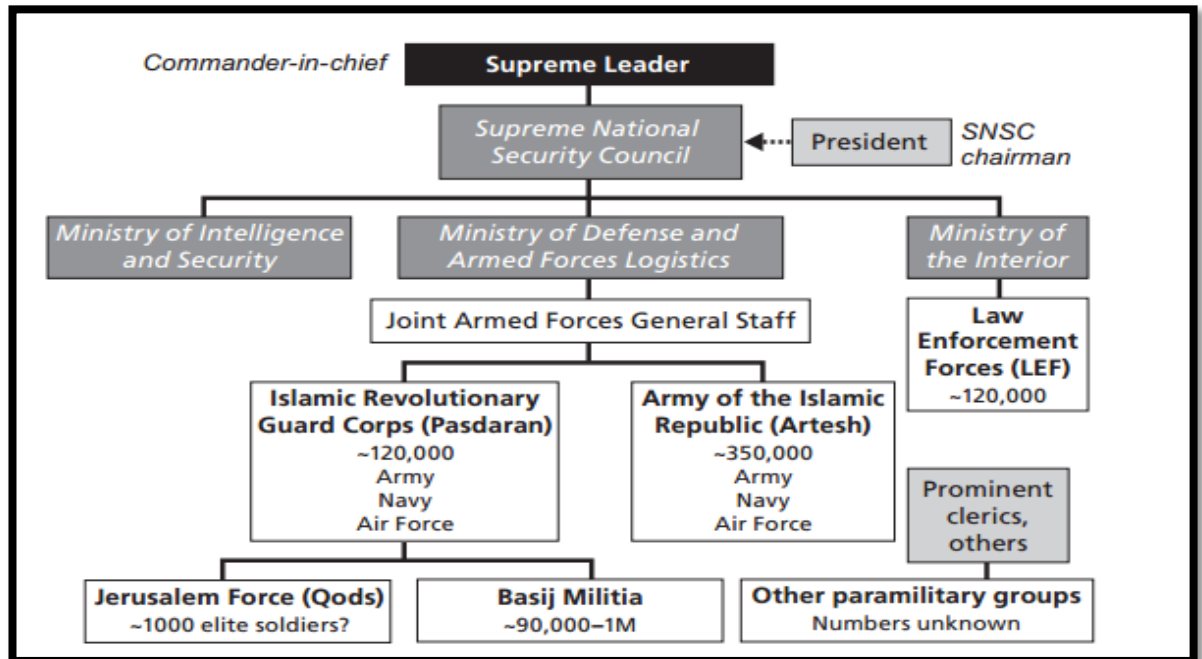 Commander-in-chief
Supreme Leader
Supreme National
Security Council
President
SNSC
chairman
Ministry of Intelligence
and Security
Ministry of Defense and
Armed Forces Logistics
Ministry of
the Interior
Joint Armed Forces General Staff
Law
Enforcement
Forces (LEF)
~120,000
Islamic Revolutionary
Guard Corps (Pasdaran)
~120,000
Army
Navy
Air Force
Army of the Islamic
Republic (Artesh)
~350,000
Army
Navy
Air Force
Prominent
clerics,
others
Jerusalem Force (Qods)
~1000 elite soldiers?
Basij Militia
~90,000–1M
Other paramilitary groups
Numbers unknown